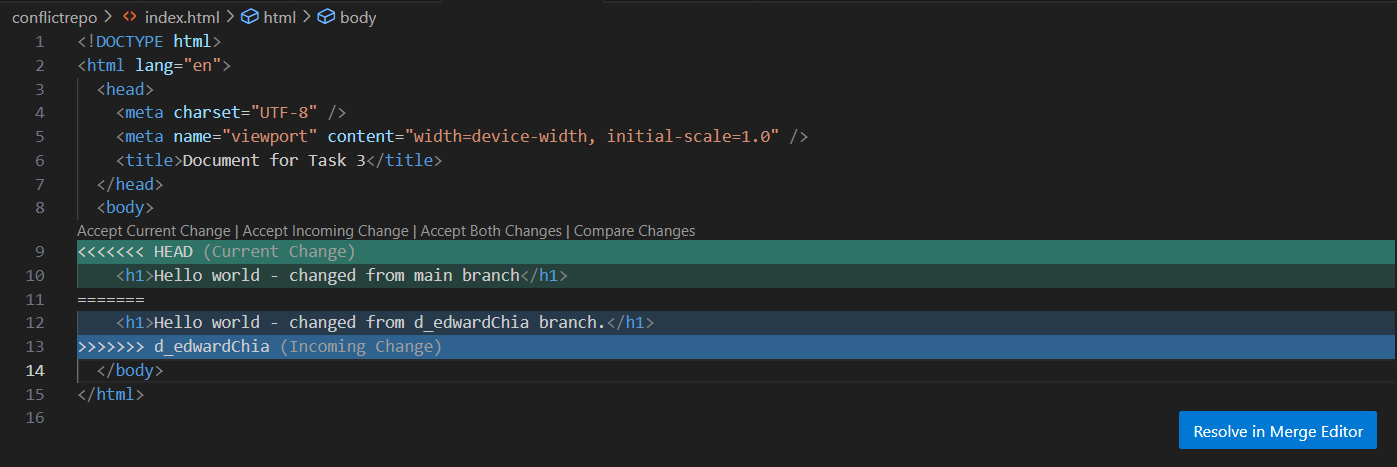 conflictrepo > index.html > html > body
1 <!DOCTYPE html>
2 <html lang="en">
3   <head>
4     <meta charset="UTF-8" />
5     <meta name="viewport" content="width=device-width, initial-scale=1.0" />
6     <title>Document for Task 3</title>
7   </head>
8   <body>
Accept Current Change | Accept Incoming Change | Accept Both Changes | Compare Changes
9 <<<<<<< HEAD (Current Change)
10     <h1>Hello world - changed from main branch</h1>
11 =======
12     <h1>Hello world - changed from d_edwardChia branch.</h1>
13 >>>>>>> d_edwardChia (Incoming Change)
14   </body>
15 </html>
16
Resolve in Merge Editor